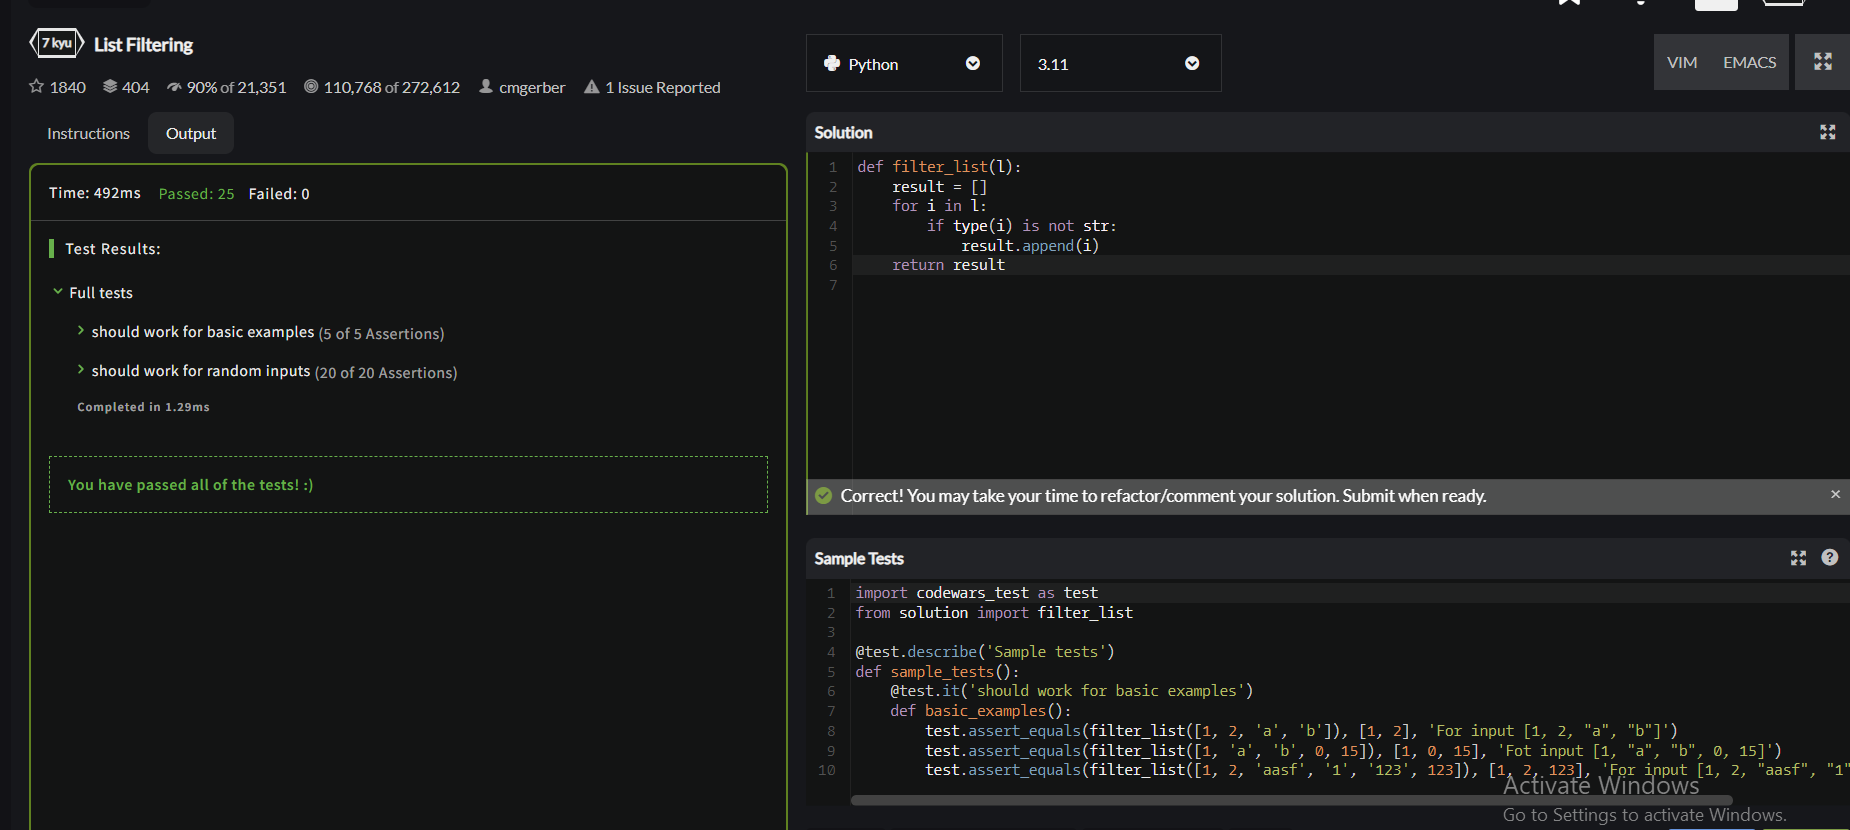 7 kyu List Filtering
1840 404 90% of 21,351 110,768 of 272,612 cmgerber 1 Issue Reported
Instructions Output
Time: 492ms Passed: 25 Failed: 0
Test Results:
Full tests
should work for basic examples (5 of 5 Assertions)
should work for random inputs (20 of 20 Assertions)
Completed in 1.29ms
You have passed all of the tests! :)
Python 3.11 VIM EMACS
Solution
1 def filter_list(l):
2     result = []
3     for i in l:
4         if type(i) is not str:
5             result.append(i)
6     return result
7
Correct! You may take your time to refactor/comment your solution. Submit when ready. ×
Sample Tests ?
1 import codewars_test as test
2 from solution import filter_list
3
4 @test.describe('Sample tests')
5 def sample_tests():
6     @test.it('should work for basic examples')
7     def basic_examples():
8         test.assert_equals(filter_list([1, 2, 'a', 'b']), [1, 2], 'For input [1, 2, "a", "b"]')
9         test.assert_equals(filter_list([1, 'a', 'b', 0, 15]), [1, 0, 15], 'Fot input [1, "a", "b", 0, 15]')
10         test.assert_equals(filter_list([1, 2, 'aasf', '1', '123', 123]), [1, 2, 123], 'For input [1, 2, "aasf", "1"
Activate Windows
Go to Settings to activate Windows.